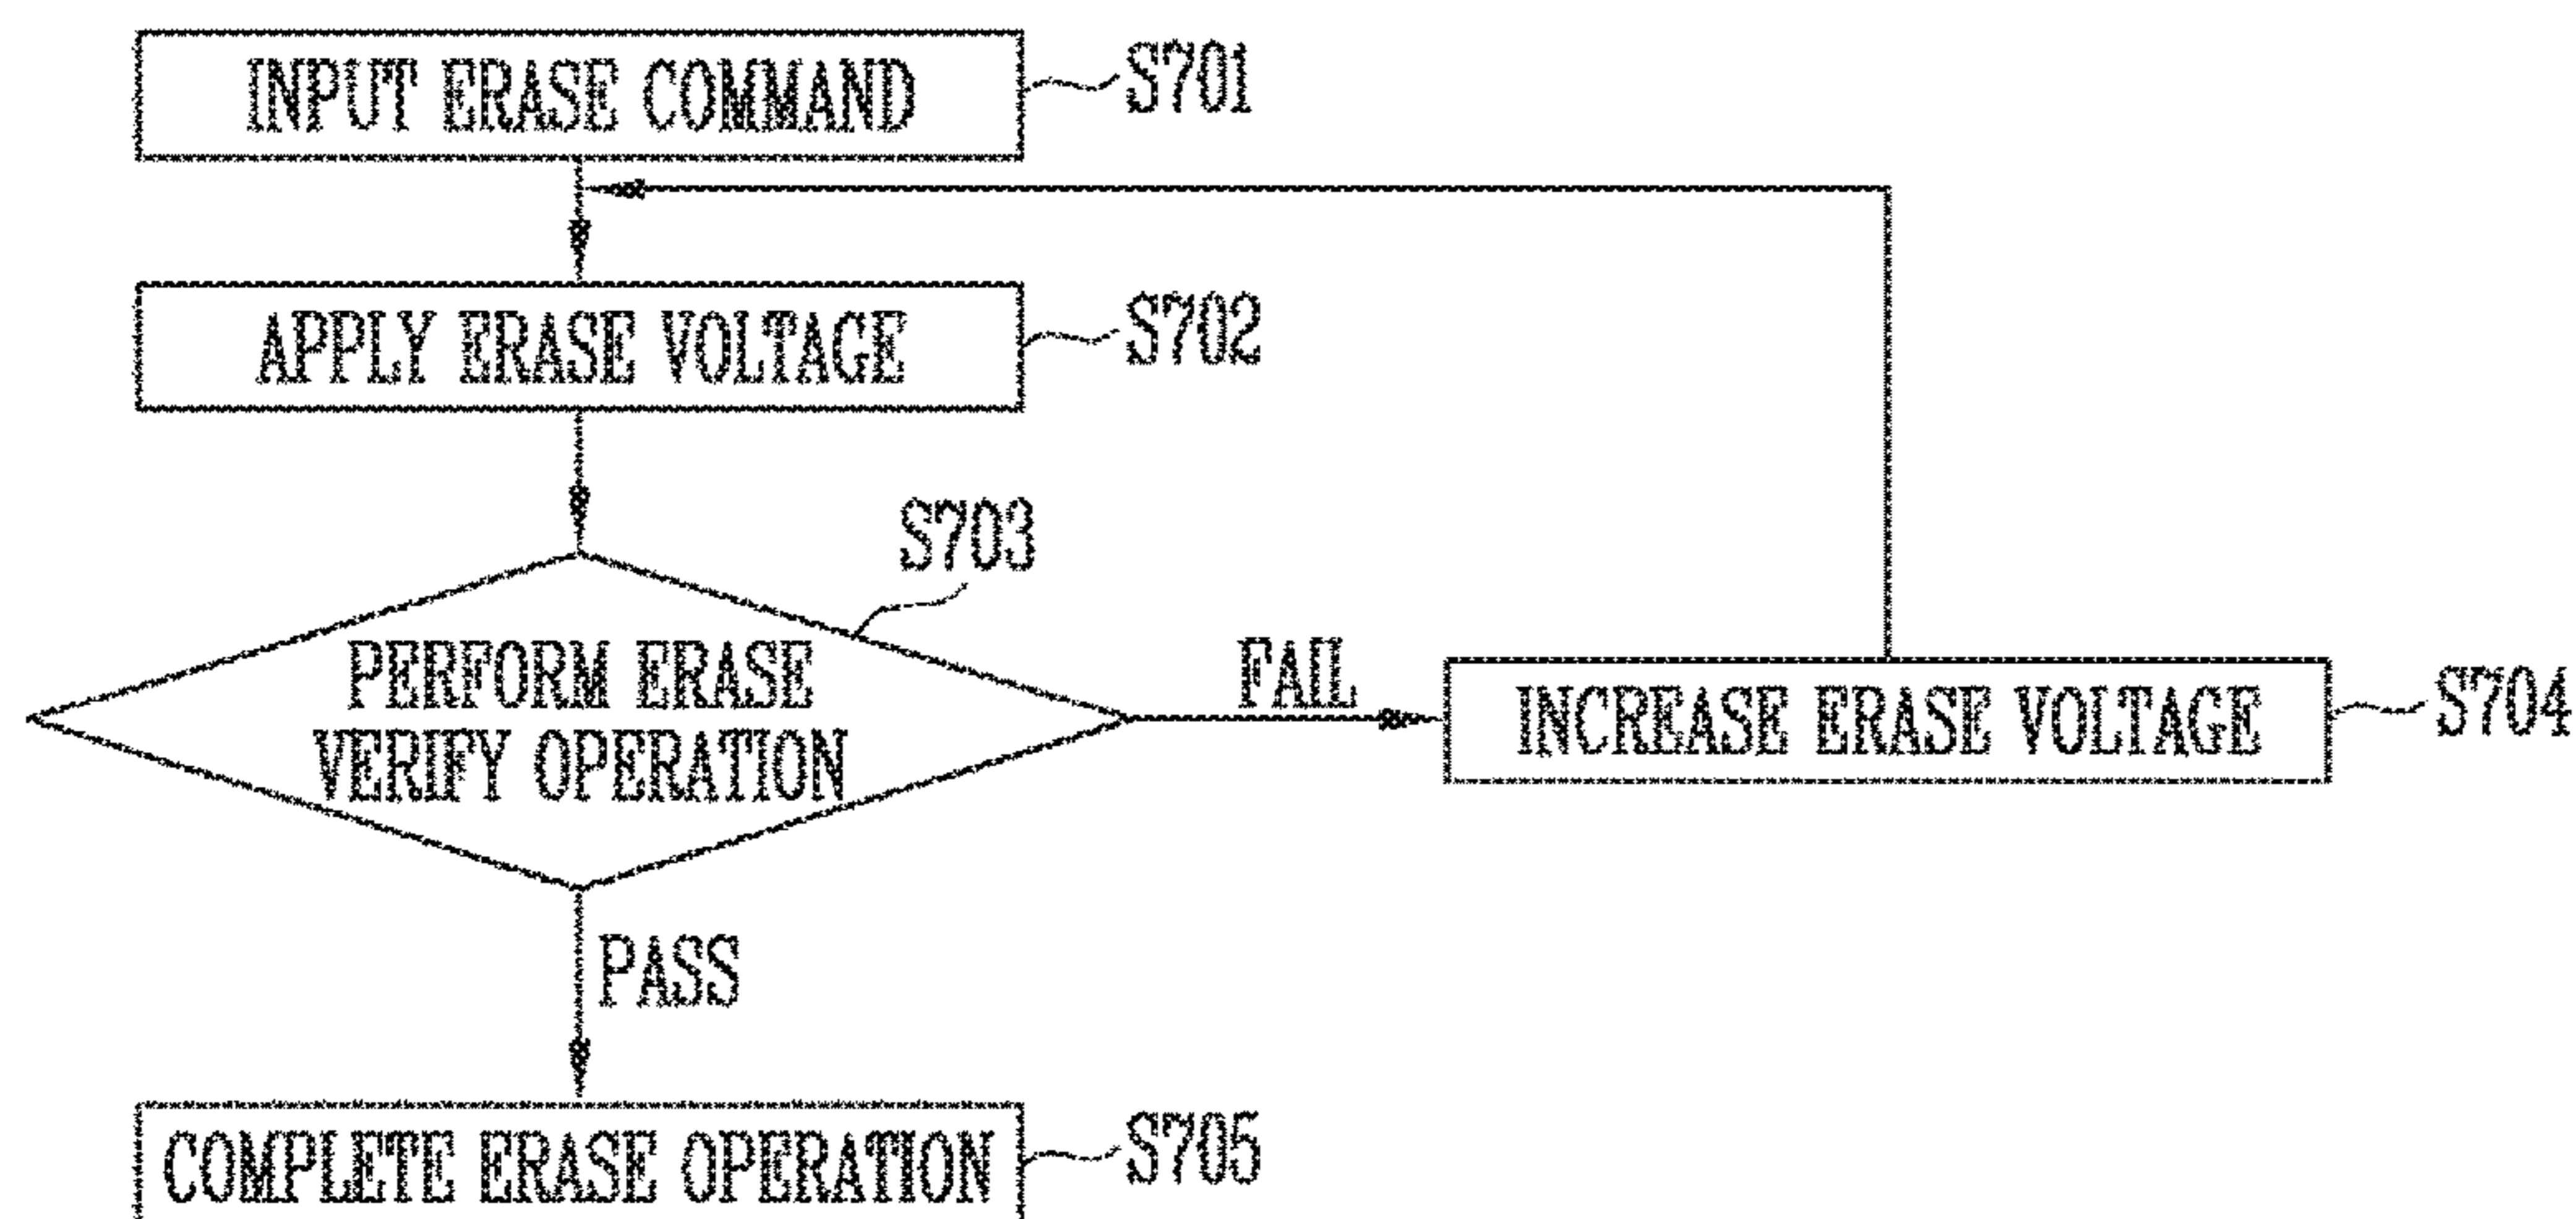 INPUT ERASE COMMAND
S701
APPLY ERASE VOLTAGE
S702
S703
PERFORM ERASE
VERIFY OPERATION
FAIL
INCREASE ERASE VOLTAGE
S704
PASS
COMPLETE ERASE OPERATION
S705